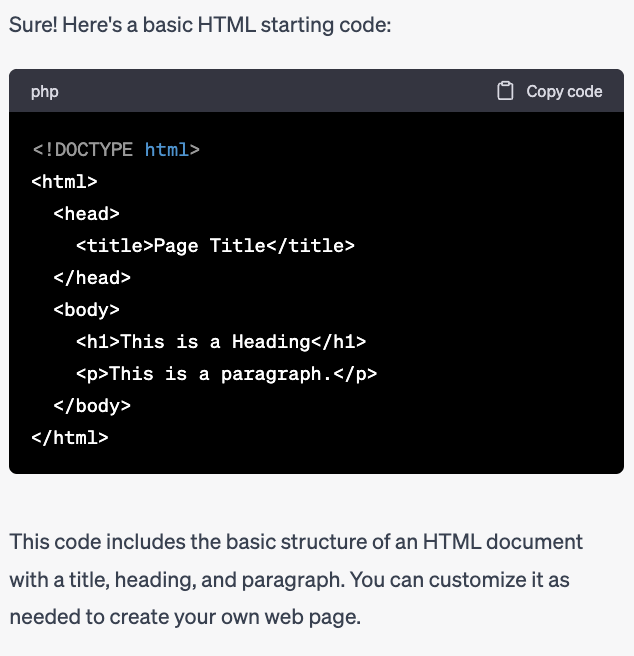 Sure! Here's a basic HTML starting code:
php Copy code
<!DOCTYPE html>
<html>
  <head>
    <title>Page Title</title>
  </head>
  <body>
    <h1>This is a Heading</h1>
    <p>This is a paragraph.</p>
  </body>
</html>
This code includes the basic structure of an HTML document
with a title, heading, and paragraph. You can customize it as
needed to create your own web page.